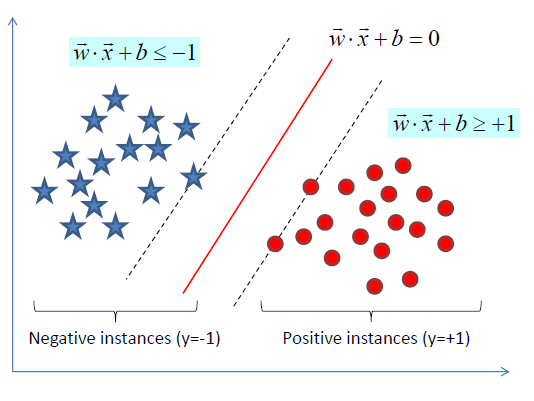 w⃗ · x⃗ + b = 0
w⃗ · x⃗ + b ≤ −1
w⃗ · x⃗ + b ≥ +1
Negative instances (y=-1)
Positive instances (y=+1)